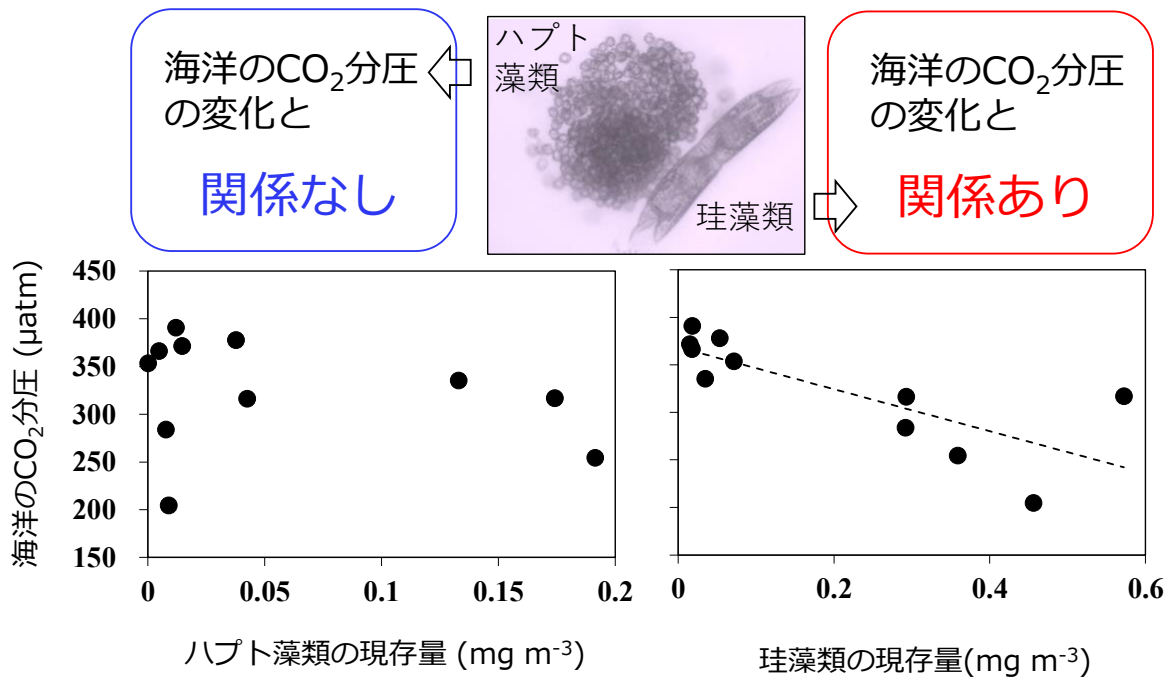 海洋のCO₂分圧
の変化と
関係なし
ハプト
藻類
珪藻類
海洋のCO₂分圧
の変化と
関係あり
海洋のCO₂分圧 (μatm)
450
400
350
300
250
200
150
0 0.05 0.1 0.15 0.2
ハプト藻類の現存量 (mg m⁻³)
0 0.2 0.4 0.6
珪藻類の現存量(mg m⁻³)